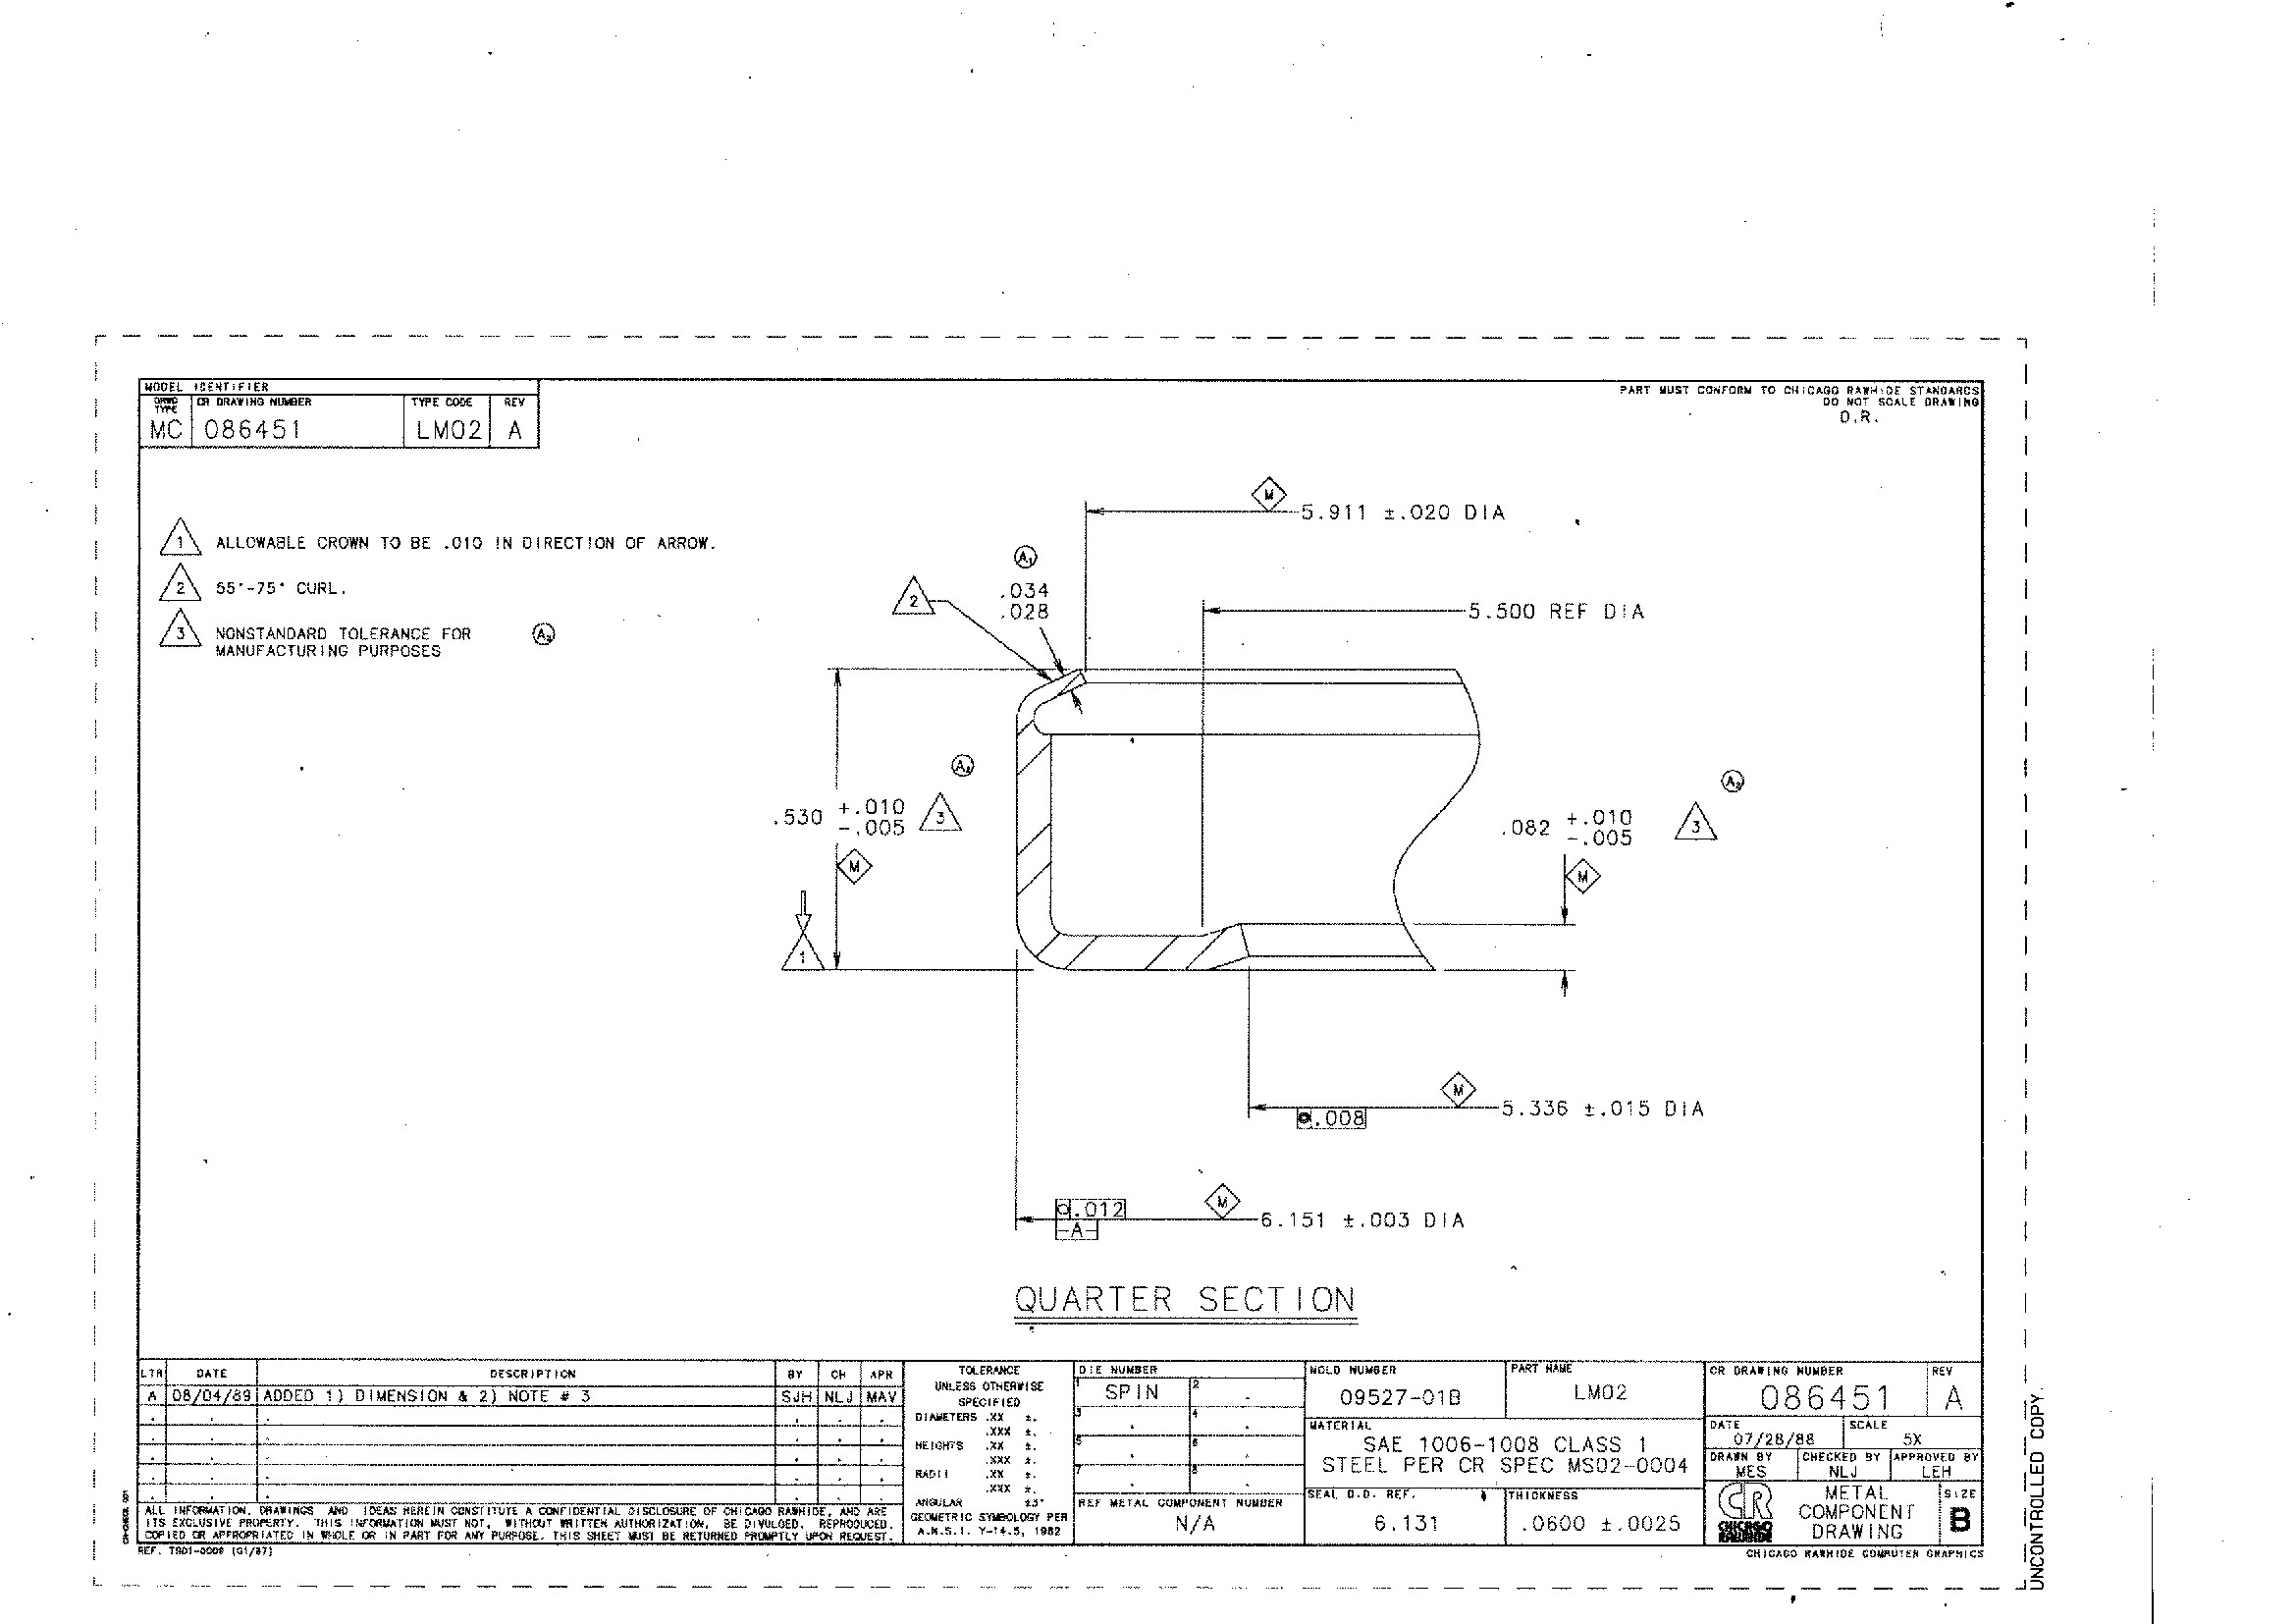 MODEL IDENTIFIER
DRWG TYPE
CR DRAWING NUMBER
TYPE CODE
REV
MC 086451 LM02 A
PART MUST CONFORM TO CHICAGO RAWHIDE STANDARDS
DO NOT SCALE DRAWING
O.R.
1 ALLOWABLE CROWN TO BE .010 IN DIRECTION OF ARROW.
2 55°-75° CURL.
3 NONSTANDARD TOLERANCE FOR
MANUFACTURING PURPOSES
M
5.911 ±.020 DIA
A1
.034
.028
2
5.500 REF DIA
.530 +.010
-.005
3
M
1
.082 +.010
-.005
3
M
M
.008
5.336 ±.015 DIA
M
.012
-A-
6.151 ±.003 DIA
QUARTER SECTION
LTR DATE DESCRIPTION BY CH APR
A 08/04/89 ADDED 1) DIMENSION & 2) NOTE # 3 SJH NLJ MAV
ALL INFORMATION, DRAWINGS AND IDEAS HEREIN CONSTITUTE A CONFIDENTIAL DISCLOSURE OF CHICAGO RAWHIDE, AND ARE
ITS EXCLUSIVE PROPERTY. THIS INFORMATION MUST NOT, WITHOUT WRITTEN AUTHORIZATION, BE DIVULGED, REPRODUCED,
COPIED OR APPROPRIATED IN WHOLE OR IN PART FOR ANY PURPOSE. THIS SHEET MUST BE RETURNED PROMPTLY UPON REQUEST.
REF. TS01-0008 (01/87)
TOLERANCE
UNLESS OTHERWISE
SPECIFIED
DIAMETERS .XX ±.
.XXX ±.
HEIGHTS .XX ±.
.XXX ±.
RADII .XX ±.
.XXX ±.
ANGULAR ±3°
GEOMETRIC SYMBOLOGY PER
A.N.S.I. Y-14.5, 1982
DIE NUMBER
1 SPIN 2
3 4
5 6
7 8
REF METAL COMPONENT NUMBER
N/A
MOLD NUMBER
09527-01B
PART NAME
LM02
MATERIAL
SAE 1006-1008 CLASS 1
STEEL PER CR SPEC MS02-0004
SEAL O.D. REF.
6.131
THICKNESS
.0600 ±.0025
CR DRAWING NUMBER REV
086451 A
DATE SCALE
07/28/88 5X
DRAWN BY CHECKED BY APPROVED BY
MES NLJ LEH
CR
CHICAGO
RAWHIDE
METAL
COMPONENT
DRAWING
SIZE
B
CHICAGO RAWHIDE COMPUTER GRAPHICS
UNCONTROLLED COPY